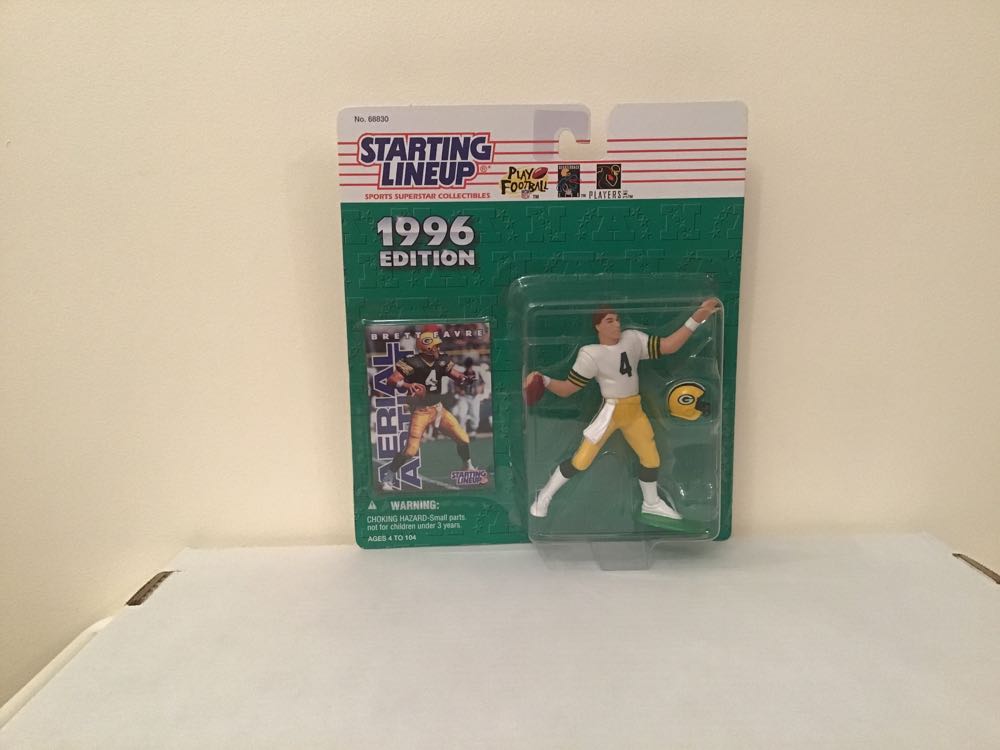 No. 68830
STARTING
LINEUP®
SPORTS SUPERSTAR COLLECTIBLES
PLAY
FOOTBALL
TM
PLAYERS
1996
EDITION
BRETT FAVRE
AERIAL
4
STARTING
LINEUP
4
G
WARNING:
CHOKING HAZARD-Small parts.
not for children under 3 years.
AGES 4 TO 104